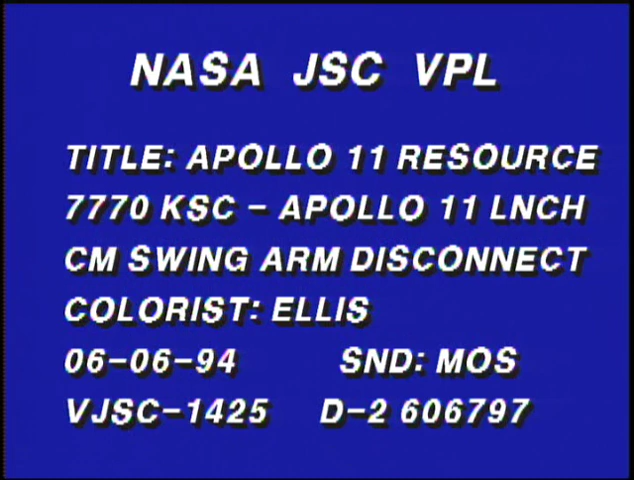 NASA JSC VPL
TITLE: APOLLO 11 RESOURCE
7770 KSC - APOLLO 11 LNCH
CM SWING ARM DISCONNECT
COLORIST: ELLIS
06-06-94 SND: MOS
VJSC-1425 D-2 606797